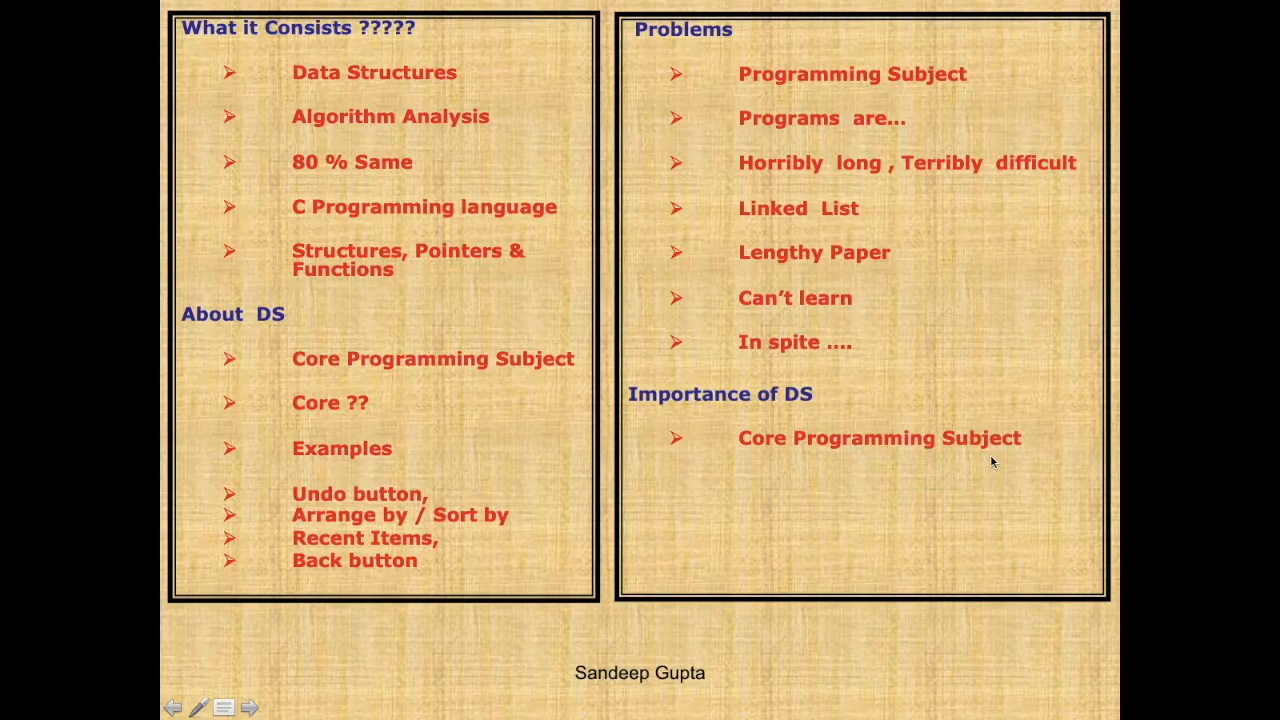 What it Consists ?????
Data Structures
Algorithm Analysis
80 % Same
C Programming language
Structures, Pointers &
Functions
About DS
Core Programming Subject
Core ??
Examples
Undo button,
Arrange by / Sort by
Recent Items,
Back button
Problems
Programming Subject
Programs are...
Horribly long , Terribly difficult
Linked List
Lengthy Paper
Can’t learn
In spite ....
Importance of DS
Core Programming Subject
Sandeep Gupta